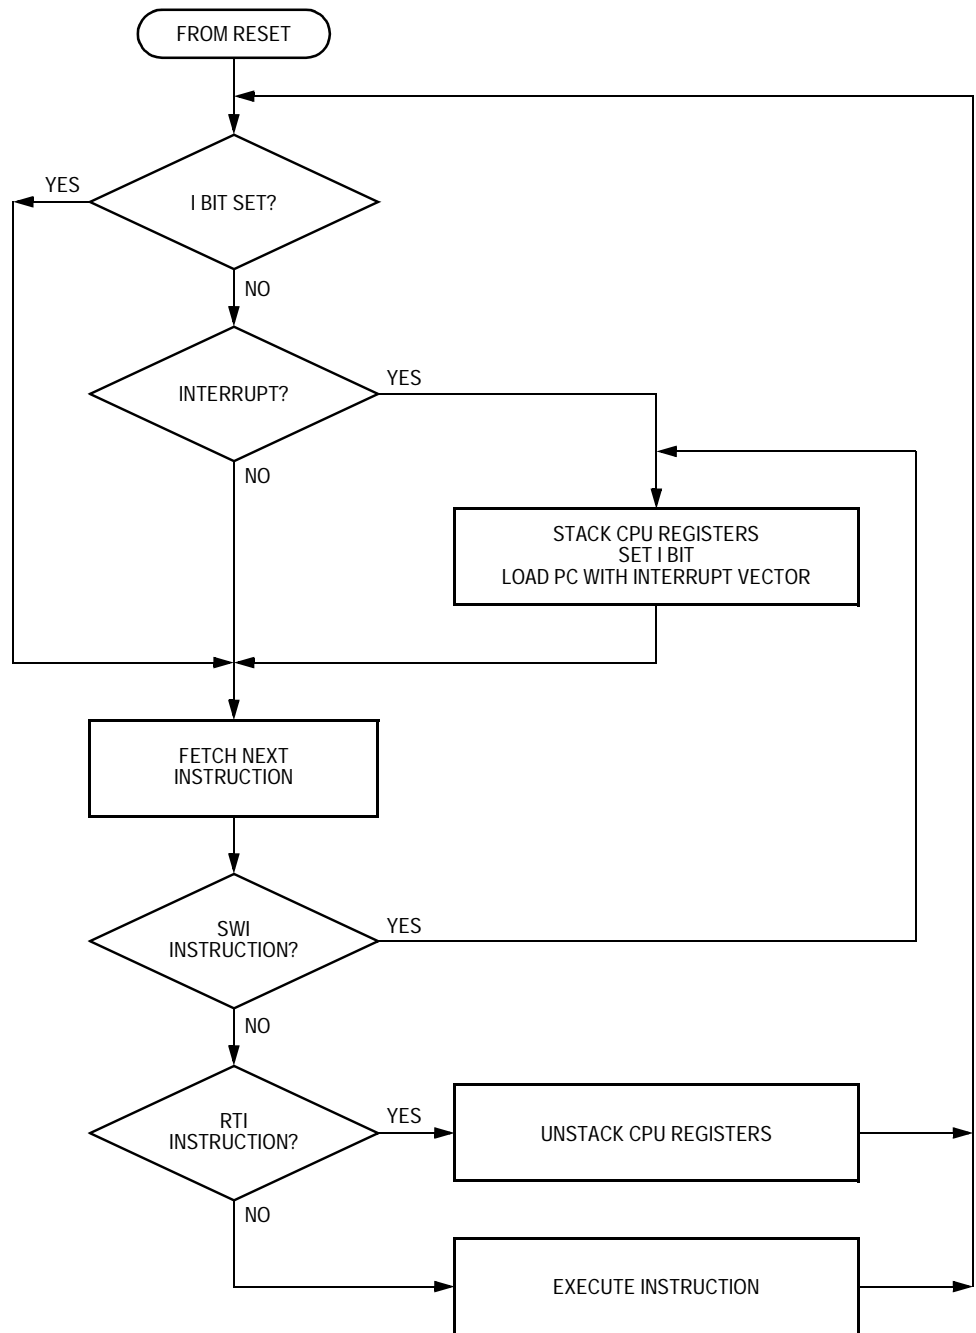 FROM RESET
YES
I BIT SET?
NO
INTERRUPT?
YES
NO
STACK CPU REGISTERS
SET I BIT
LOAD PC WITH INTERRUPT VECTOR
FETCH NEXT
INSTRUCTION
SWI
INSTRUCTION?
YES
NO
RTI
INSTRUCTION?
YES
UNSTACK CPU REGISTERS
NO
EXECUTE INSTRUCTION